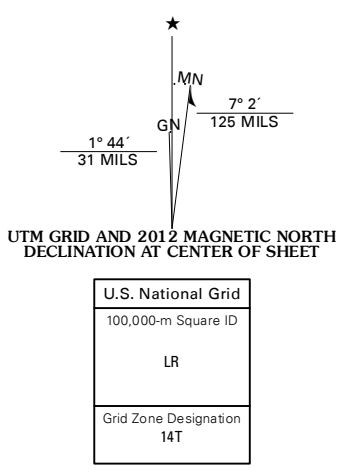 MN
7° 2´
125 MILS
GN
1° 44´
31 MILS
UTM GRID AND 2012 MAGNETIC NORTH
DECLINATION AT CENTER OF SHEET
U.S. National Grid
100,000-m Square ID
LR
Grid Zone Designation
14T